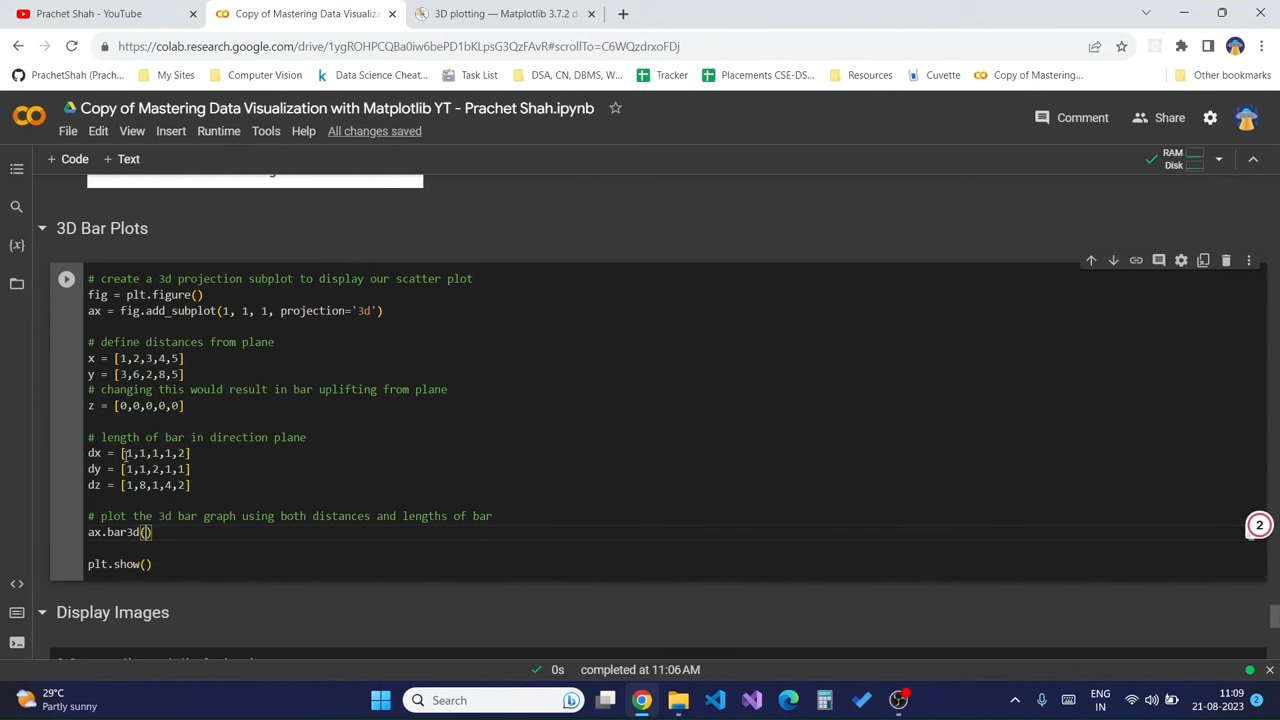 Prachet Shah - YouTube
Copy of Mastering Data Visualiza
3D plotting — Matplotlib 3.7.2 d
https://colab.research.google.com/drive/1ygROHPCQBa0iw6bePD1bKLpsG3QzFAvR#scrollTo=C6WQzdrxoFDj
PrachetShah (Prach...
My Sites
Computer Vision
Data Science Cheat...
Task List
DSA, CN, DBMS, W...
Tracker
Placements CSE-DS...
Resources
Cuvette
Copy of Mastering...
Other bookmarks
Copy of Mastering Data Visualization with Matplotlib YT - Prachet Shah.ipynb
File Edit View Insert Runtime Tools Help All changes saved
Comment
Share
+ Code + Text
RAM
Disk
3D Bar Plots
# create a 3d projection subplot to display our scatter plot
fig = plt.figure()
ax = fig.add_subplot(1, 1, 1, projection='3d')
# define distances from plane
x = [1,2,3,4,5]
y = [3,6,2,8,5]
# changing this would result in bar uplifting from plane
z = [0,0,0,0,0]
# length of bar in direction plane
dx = [1,1,1,1,2]
dy = [1,1,2,1,1]
dz = [1,8,1,4,2]
# plot the 3d bar graph using both distances and lengths of bar
ax.bar3d()
plt.show()
2
Display Images
0s completed at 11:06 AM
29°C
Partly sunny
Search
ENG
IN
11:09
21-08-2023
2